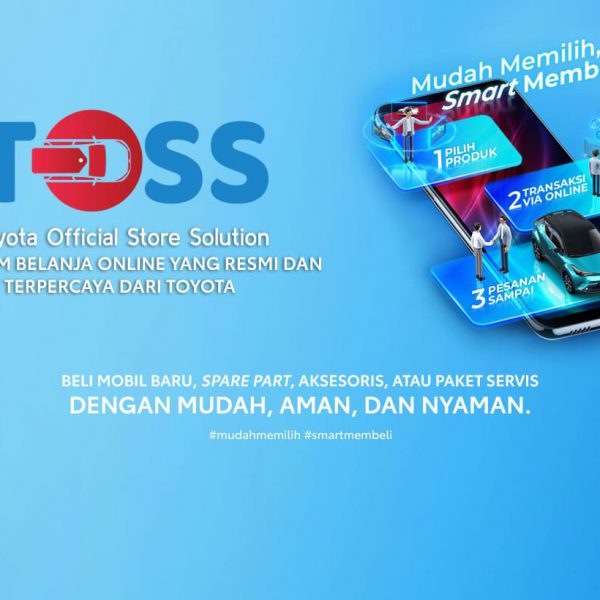 TOSS
yota Official Store Solution
M BELANJA ONLINE YANG RESMI DAN
TERPERCAYA DARI TOYOTA
Mudah Memilih,
Smart Membe
1 PILIH
PRODUK
2 TRANSAKSI
VIA ONLINE
3 PESANAN
SAMPAI
BELI MOBIL BARU, SPARE PART, AKSESORIS, ATAU PAKET SERVIS
DENGAN MUDAH, AMAN, DAN NYAMAN.
#mudahmemilih #smartmembeli